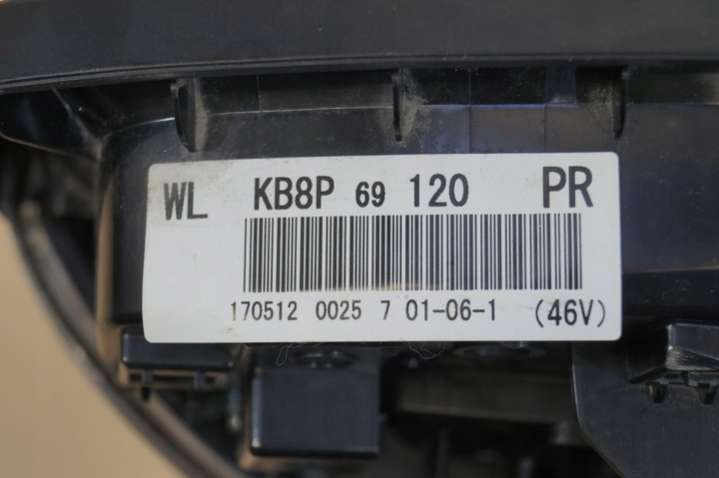 WL KB8P 69 120 PR
170512 0025 7 01-06-1 (46V)